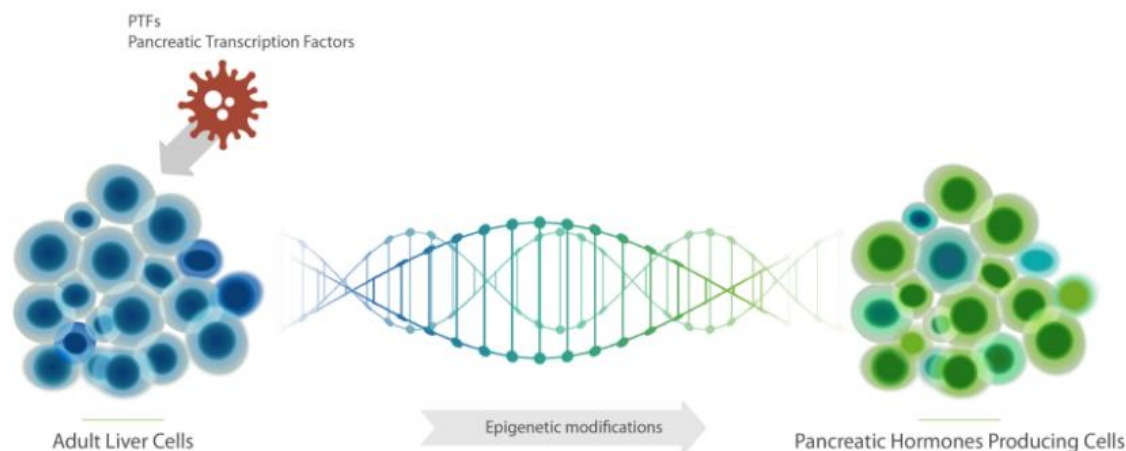 PTFs
Pancreatic Transcription Factors
Epigenetic modifications
Adult Liver Cells
Pancreatic Hormones Producing Cells